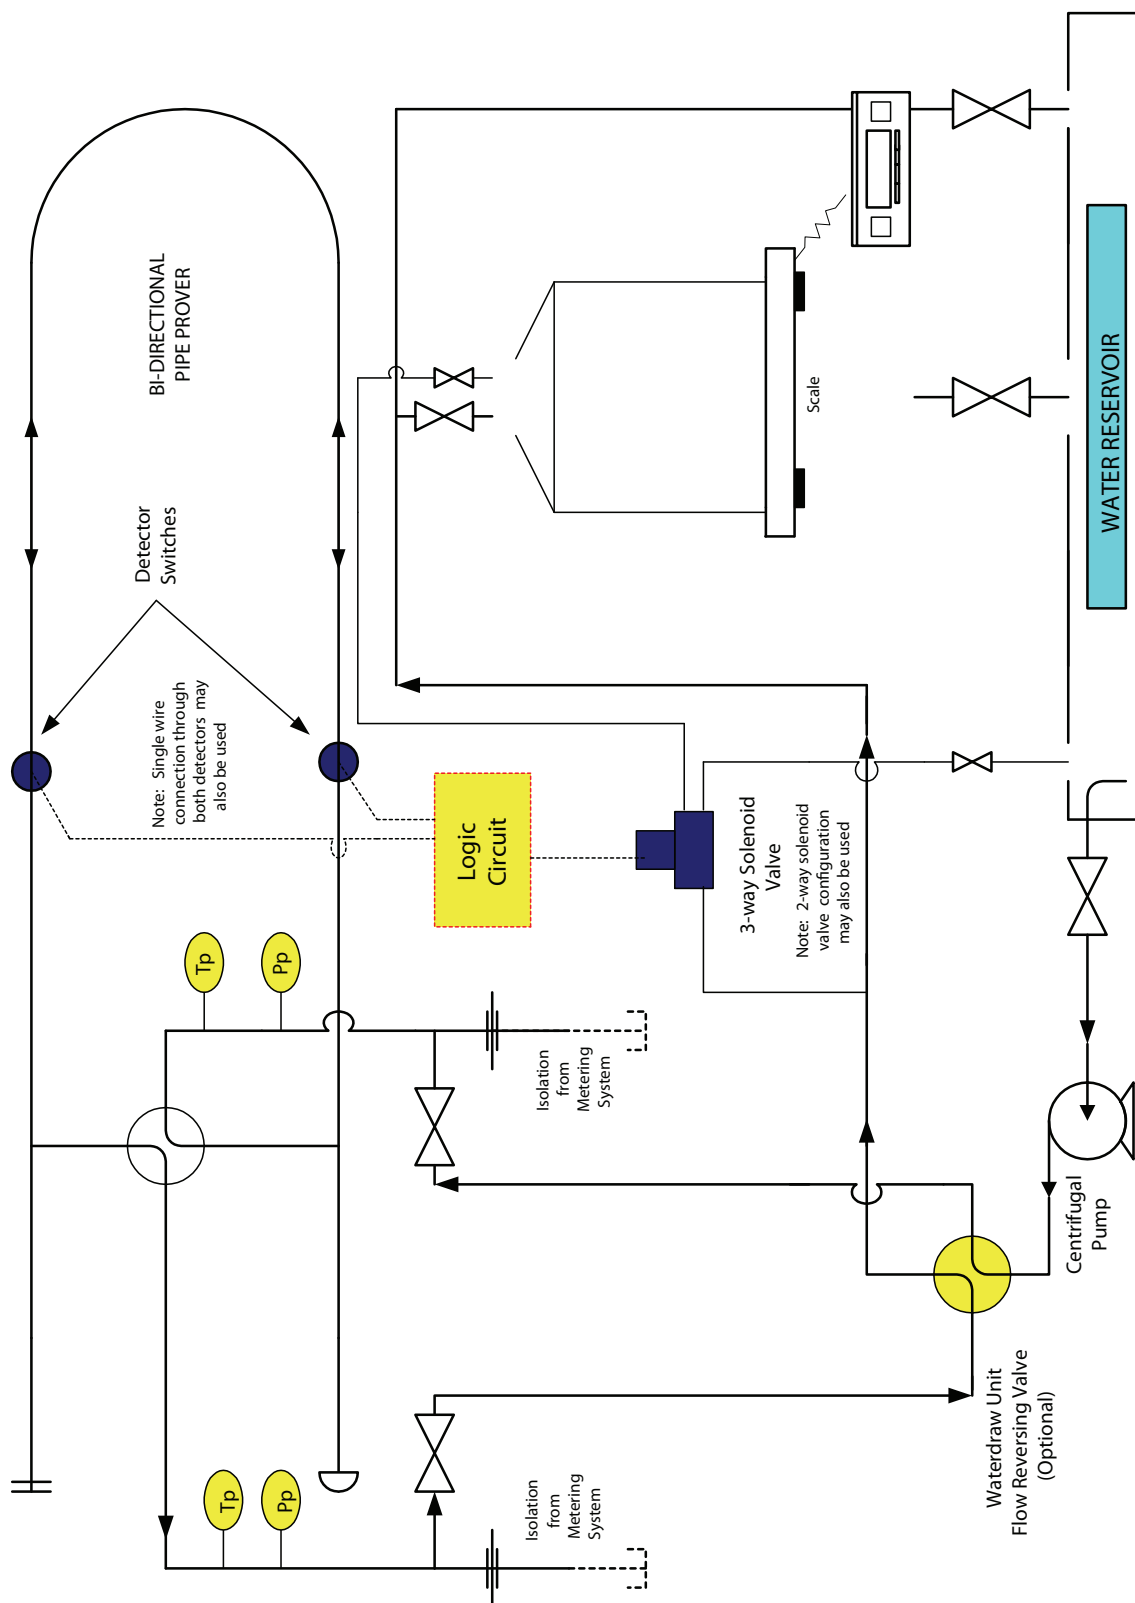 BI-DIRECTIONAL
PIPE PROVER
Detector
Switches
Note: Single wire
connection through
both detectors may
also be used
Tp
Pp
Tp
Pp
Logic
Circuit
3-way Solenoid
Valve
Note: 2-way solenoid
valve configuration
may also be used
Scale
Isolation
from
Metering
System
Isolation
from
Metering
System
WATER RESERVOIR
Centrifugal
Pump
Waterdraw Unit
Flow Reversing Valve
(Optional)